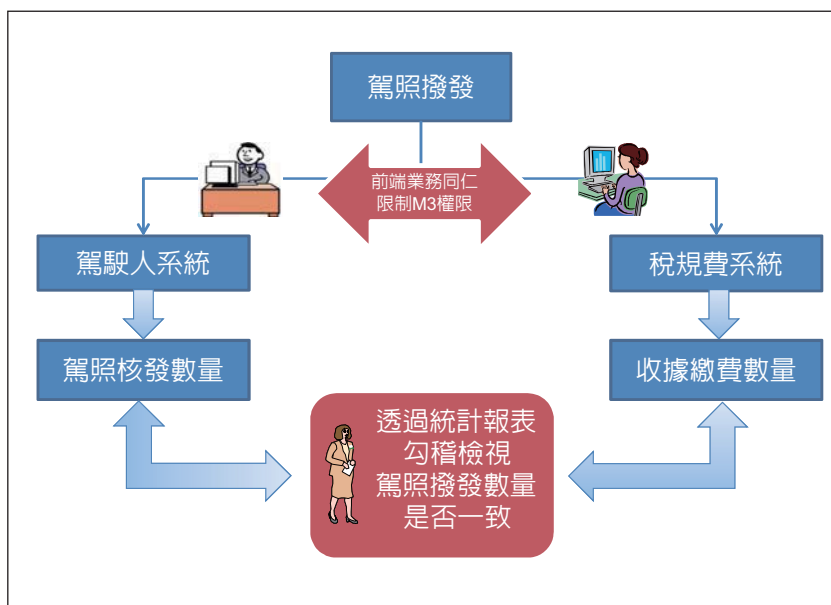 駕照撥發
前端業務同仁
限制M3權限
駕駛人系統
稅規費系統
駕照核發數量
收據繳費數量
透過統計報表
勾稽檢視
駕照撥發數量
是否一致